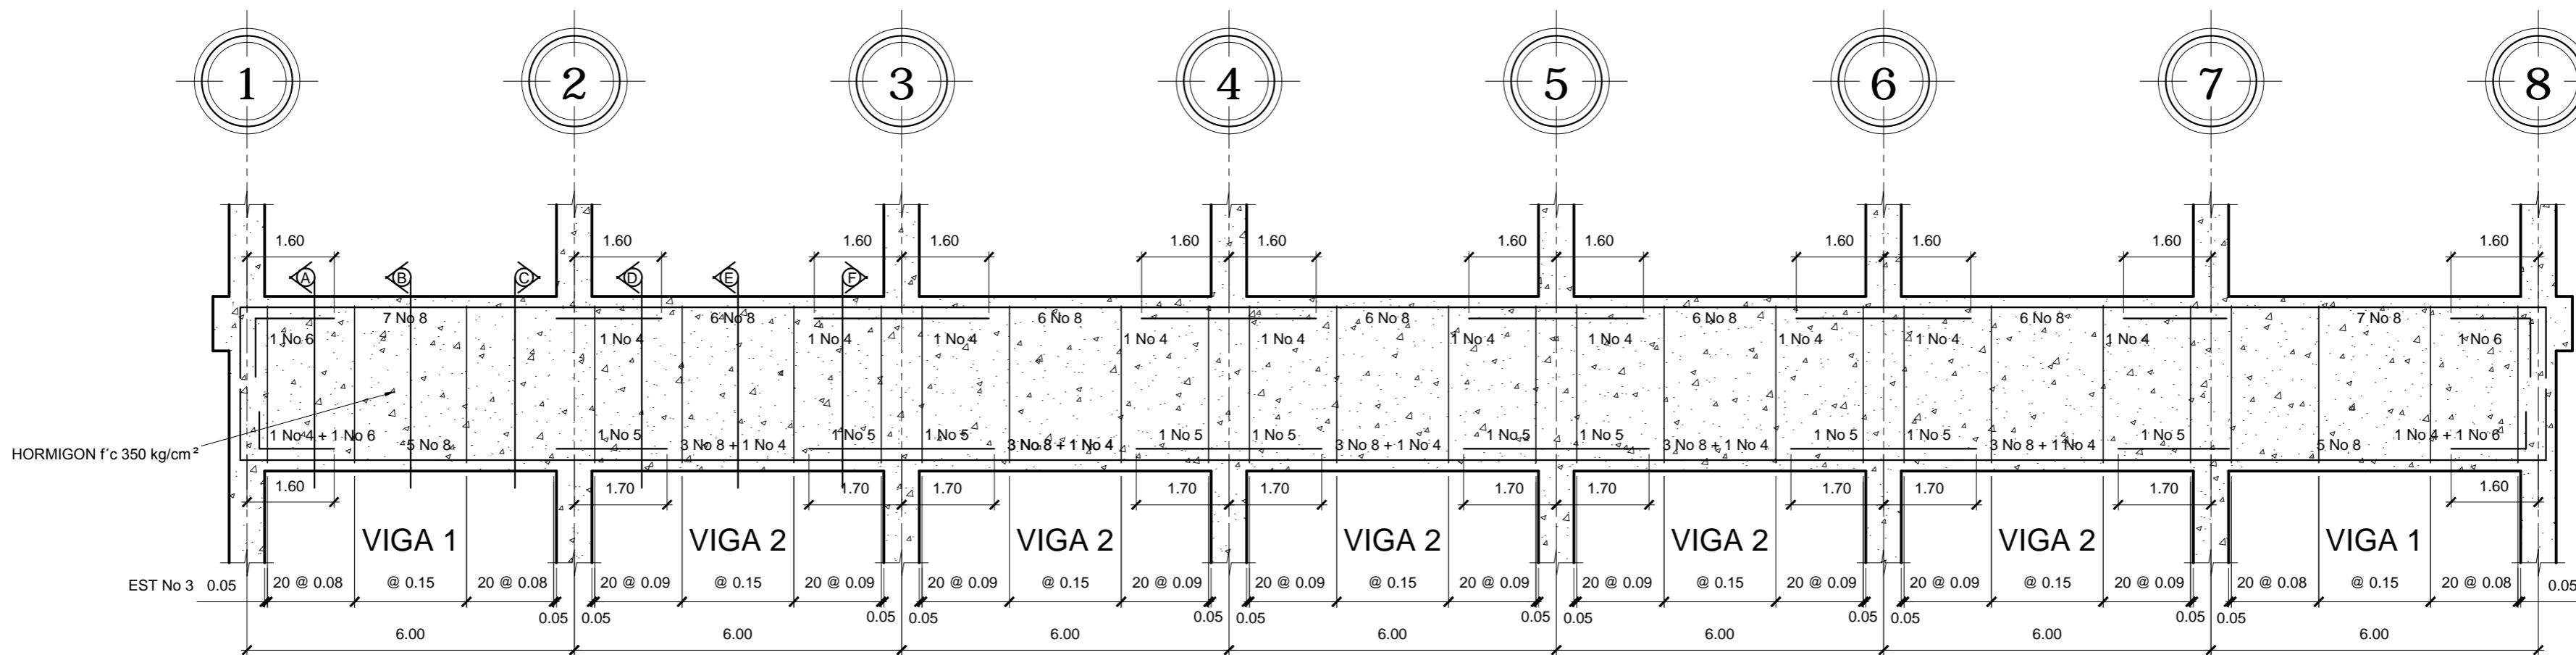 1 2 3 4 5 6 7 8
1.60 1.60 1.60 1.60 1.60 1.60 1.60 1.60 1.60 1.60 1.60 1.60
A B C D E F
7 No 8 6 No 8 6 No 8 6 No 8 6 No 8 6 No 8 7 No 8
1 No 6 1 No 4 1 No 4 1 No 4 1 No 4 1 No 4 1 No 4 1 No 4 1 No 4 1 No 4 1 No 4 1 No 6
1 No 4 + 1 No 6 1 No 5 1 No 5 1 No 5 1 No 5 1 No 5 1 No 5 1 No 5 1 No 5 1 No 5 1 No 5 1 No 4 + 1 No 6
5 No 8 3 No 8 + 1 No 4 3 No 8 + 1 No 4 3 No 8 + 1 No 4 3 No 8 + 1 No 4 3 No 8 + 1 No 4 5 No 8
HORMIGON f´c 350 kg/cm²
1.60 1.70 1.70 1.70 1.70 1.70 1.70 1.70 1.70 1.70 1.70 1.60
VIGA 1 VIGA 2 VIGA 2 VIGA 2 VIGA 2 VIGA 2 VIGA 1
EST No 3 0.05 20 @ 0.08 @ 0.15 20 @ 0.08 20 @ 0.09 @ 0.15 20 @ 0.09 20 @ 0.09 @ 0.15 20 @ 0.09 20 @ 0.09 @ 0.15 20 @ 0.09 20 @ 0.09 @ 0.15 20 @ 0.09 20 @ 0.09 @ 0.15 20 @ 0.09 20 @ 0.08 @ 0.15 20 @ 0.08 0.05
0.05 0.05 0.05 0.05 0.05 0.05 0.05 0.05 0.05 0.05 0.05 0.05
6.00 6.00 6.00 6.00 6.00 6.00 6.00